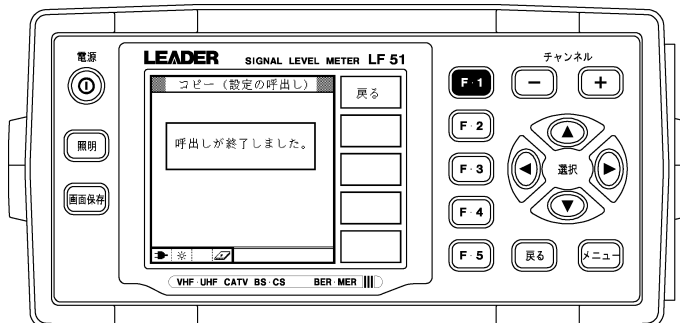 電源
LEADER SIGNAL LEVEL METER LF 51
チャンネル
コピー (設定の呼出し)
戻る
F・1
－ ＋
呼出しが終了しました。
照明
F・2
F・3
選択
画面保存
F・4
F・5
戻る
メニュー
VHF・UHF CATV BS・CS BER・MER